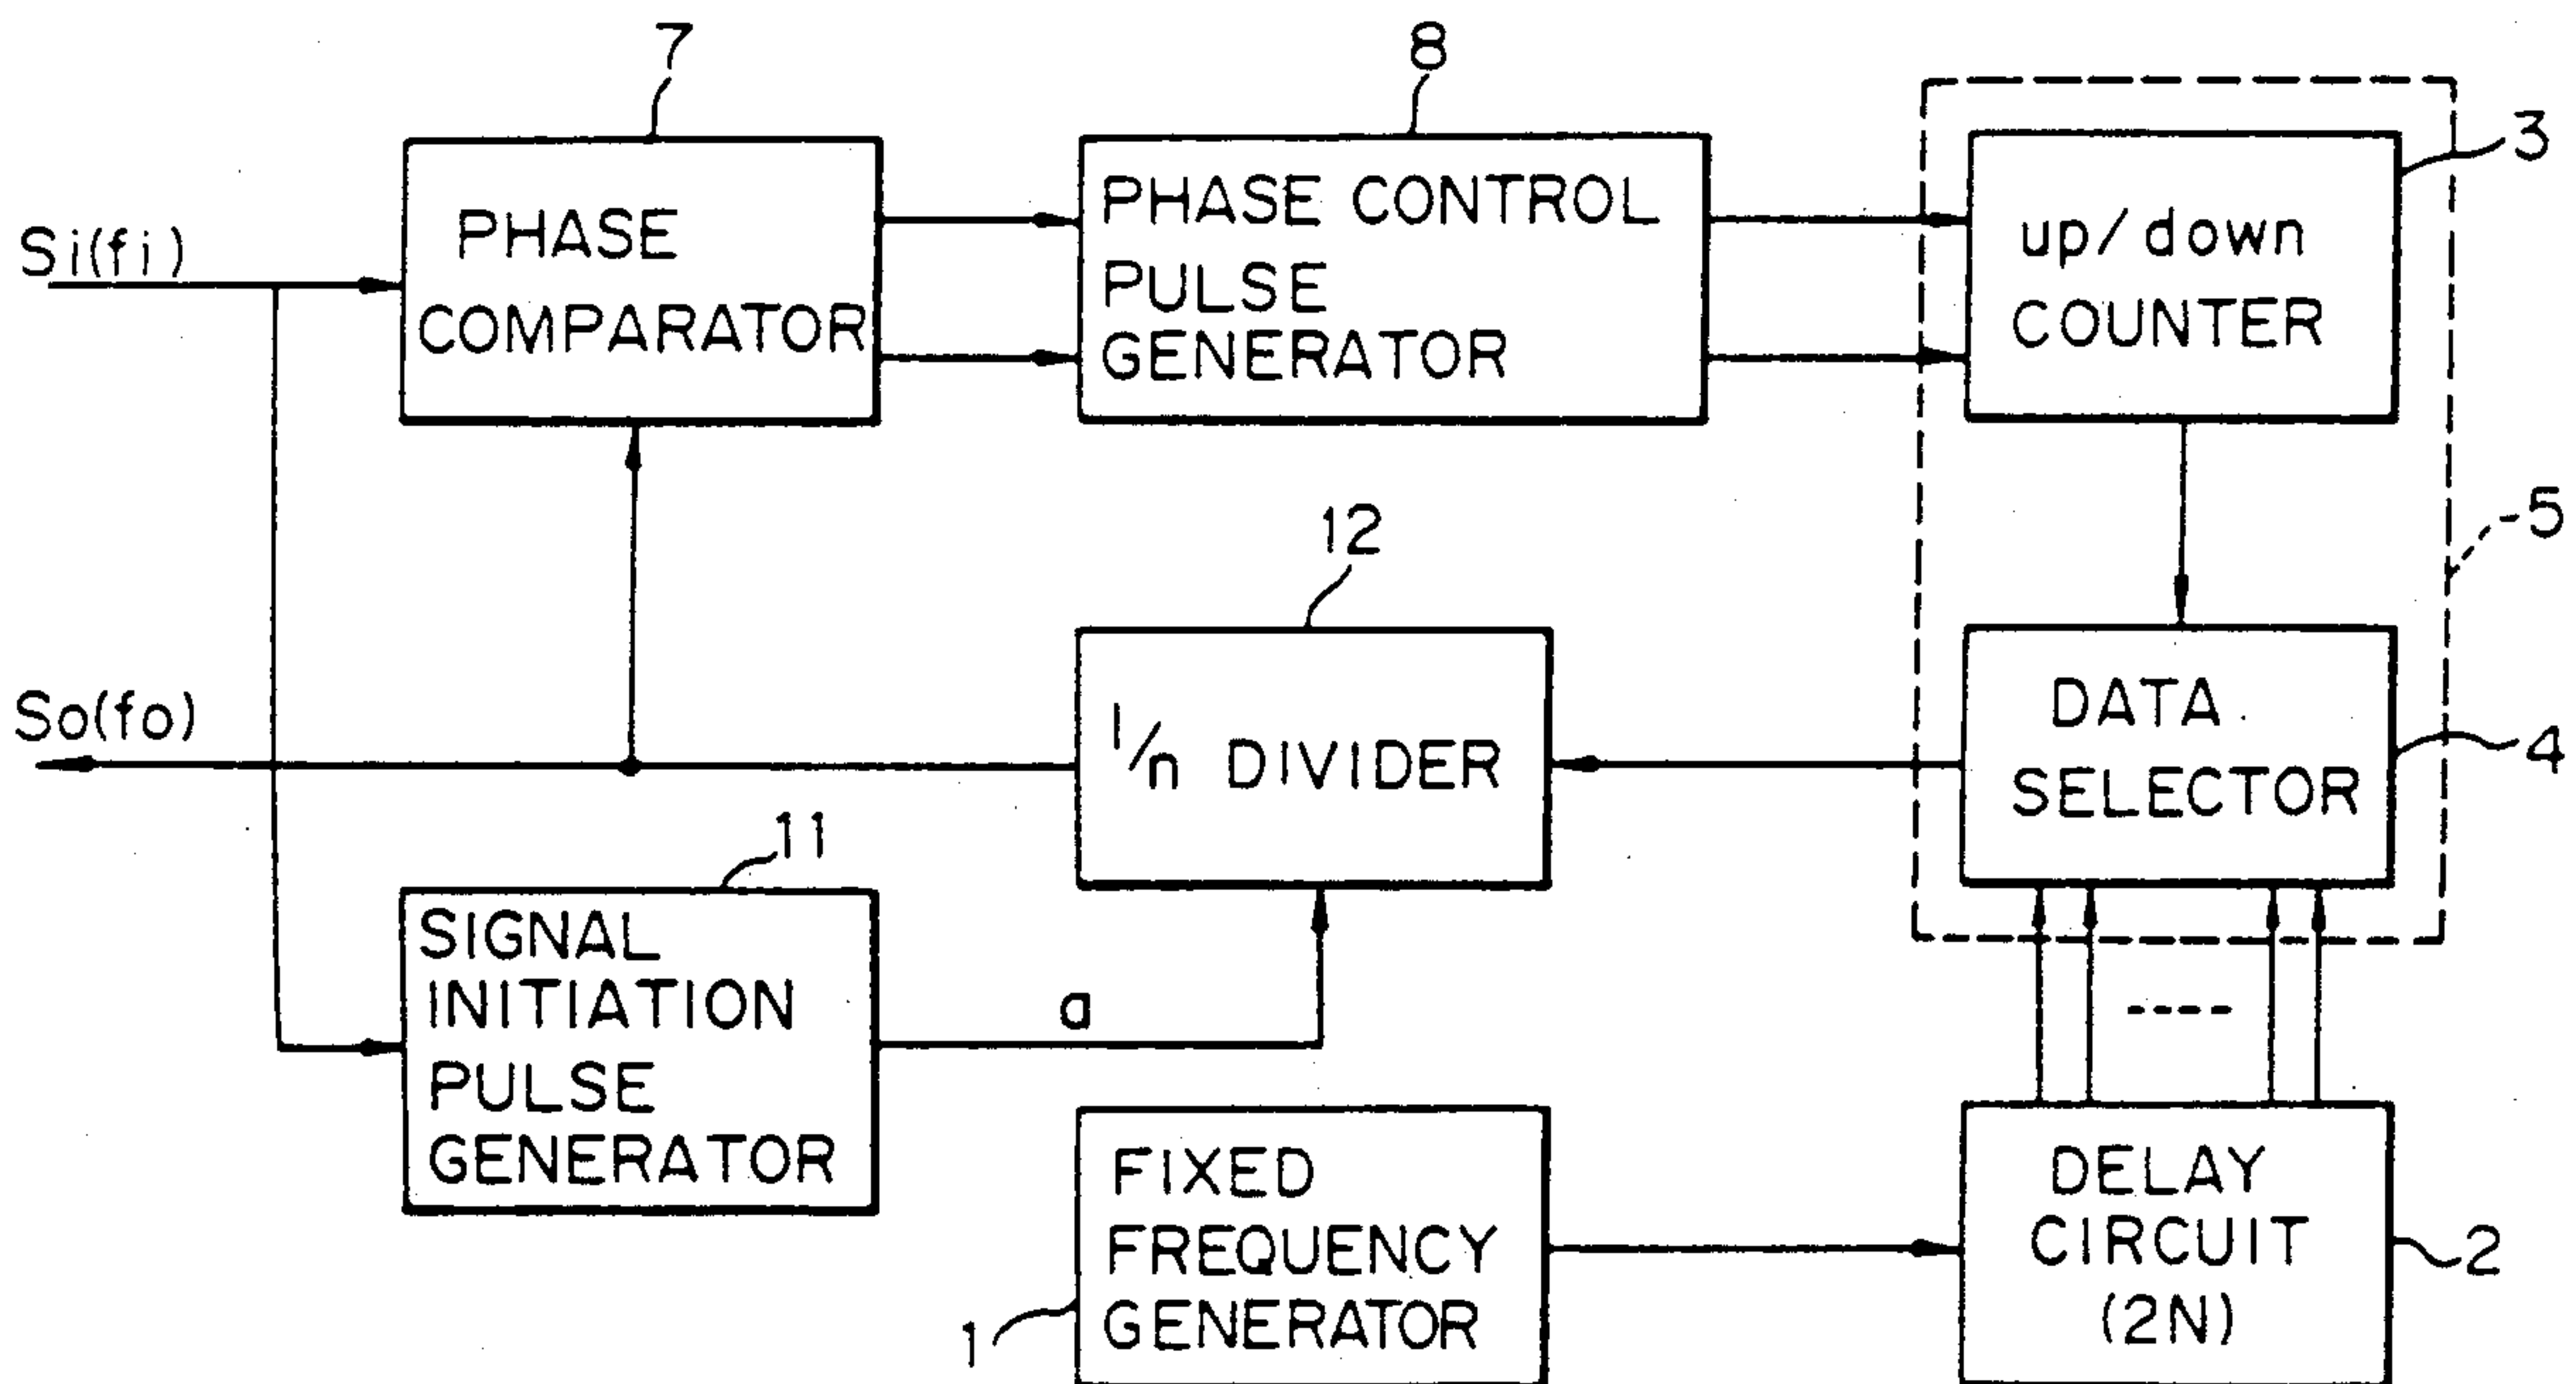 7
8
PHASE
COMPARATOR
PHASE CONTROL
PULSE
GENERATOR
up/down
COUNTER
3
Si(fi)
5
12
So(fo)
1/n DIVIDER
DATA
SELECTOR
4
11
SIGNAL
INITIATION
PULSE
GENERATOR
a
----
FIXED
FREQUENCY
GENERATOR
1
DELAY
CIRCUIT
(2N)
2